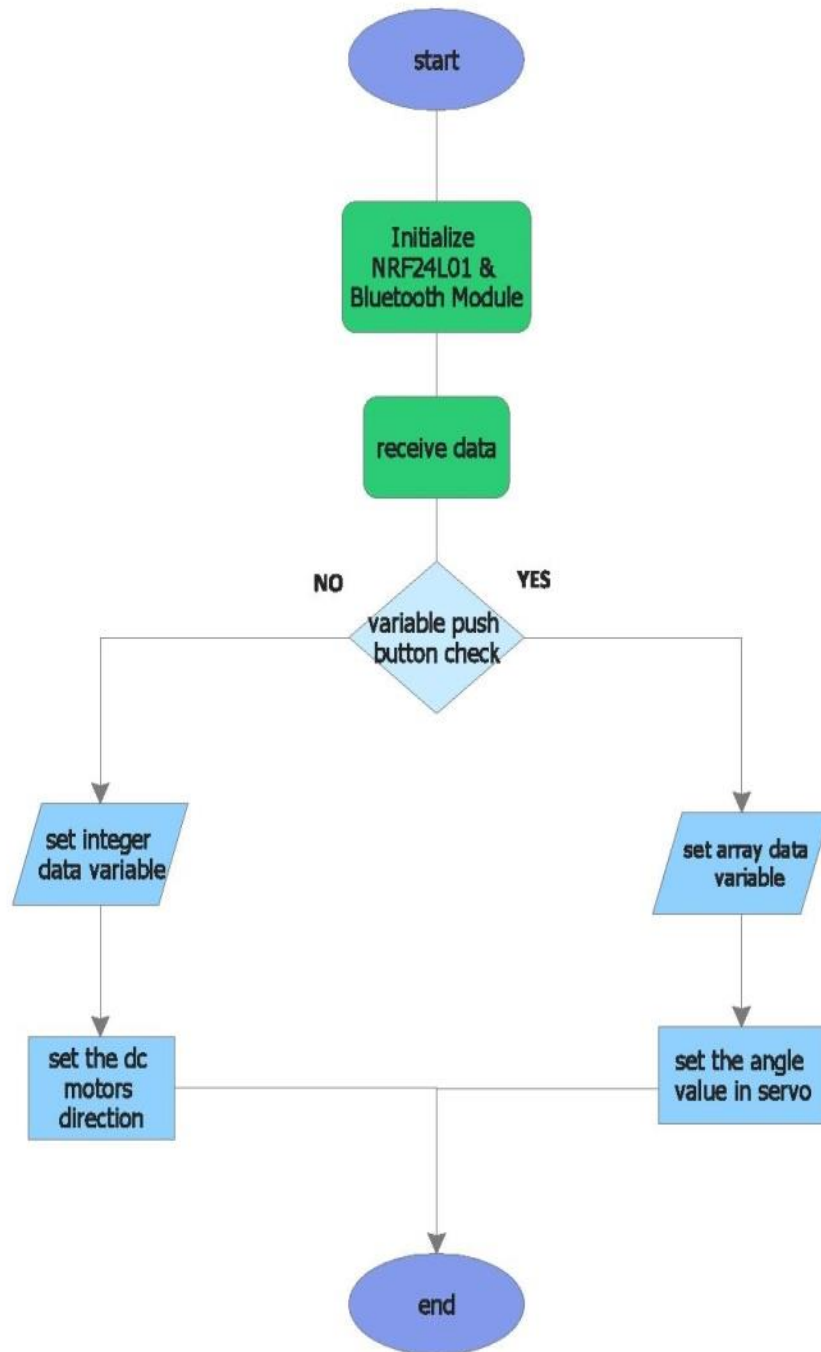 start
Initialize
NRF24L01 &
Bluetooth Module
receive data
NO
YES
variable push
button check
set integer
data variable
set array data
variable
set the dc
motors
direction
set the angle
value in servo
end